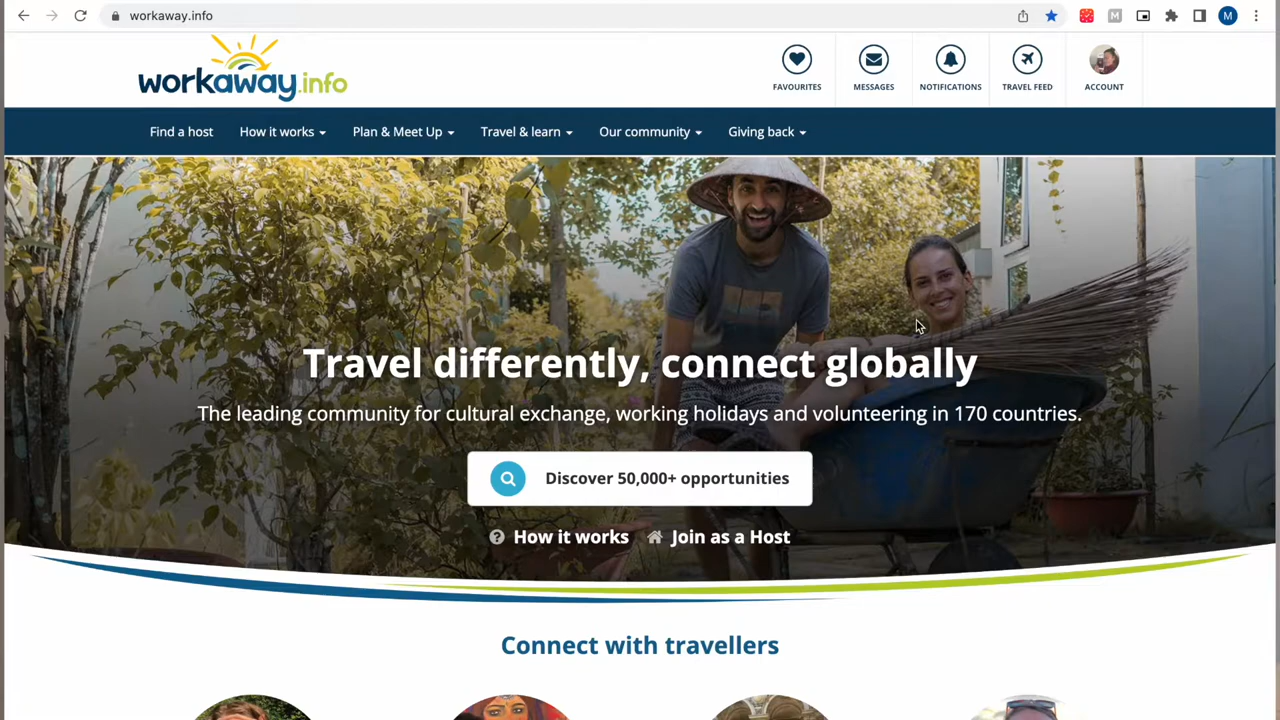 workaway.info
M
M
workaway.info
FAVOURITES
MESSAGES
NOTIFICATIONS
TRAVEL FEED
ACCOUNT
Find a host How it works Plan & Meet Up Travel & learn Our community Giving back
Travel differently, connect globally
The leading community for cultural exchange, working holidays and volunteering in 170 countries.
Discover 50,000+ opportunities
? How it works Join as a Host
Connect with travellers